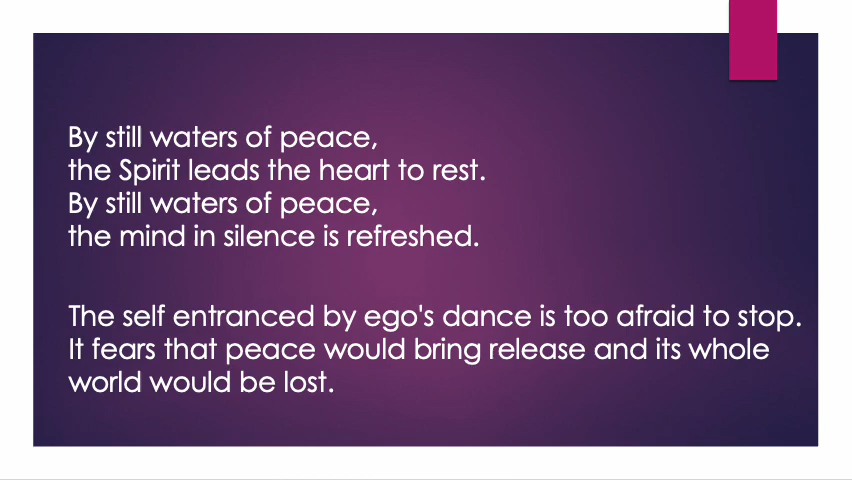 By still waters of peace,
the Spirit leads the heart to rest.
By still waters of peace,
the mind in silence is refreshed.
The self entranced by ego's dance is too afraid to stop.
It fears that peace would bring release and its whole
world would be lost.